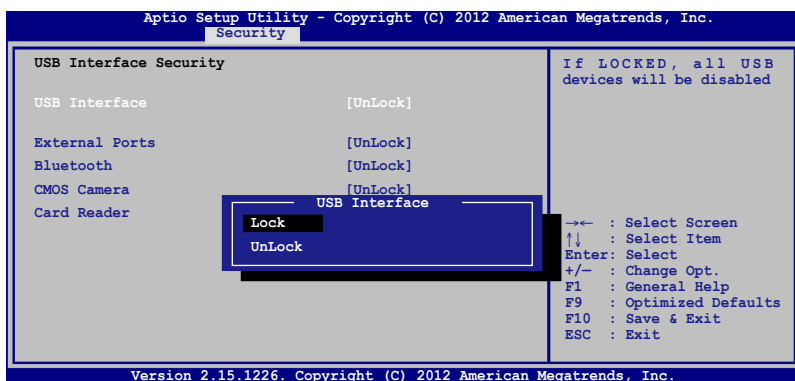 Aptio Setup Utility - Copyright (C) 2012 American Megatrends, Inc.
Security
USB Interface Security
USB Interface [UnLock]
External Ports [UnLock]
Bluetooth [UnLock]
CMOS Camera [UnLock]
Card Reader
USB Interface
Lock
UnLock
If LOCKED, all USB
devices will be disabled
→← : Select Screen
↑↓ : Select Item
Enter: Select
+/— : Change Opt.
F1 : General Help
F9 : Optimized Defaults
F10 : Save & Exit
ESC : Exit
Version 2.15.1226. Copyright (C) 2012 American Megatrends, Inc.